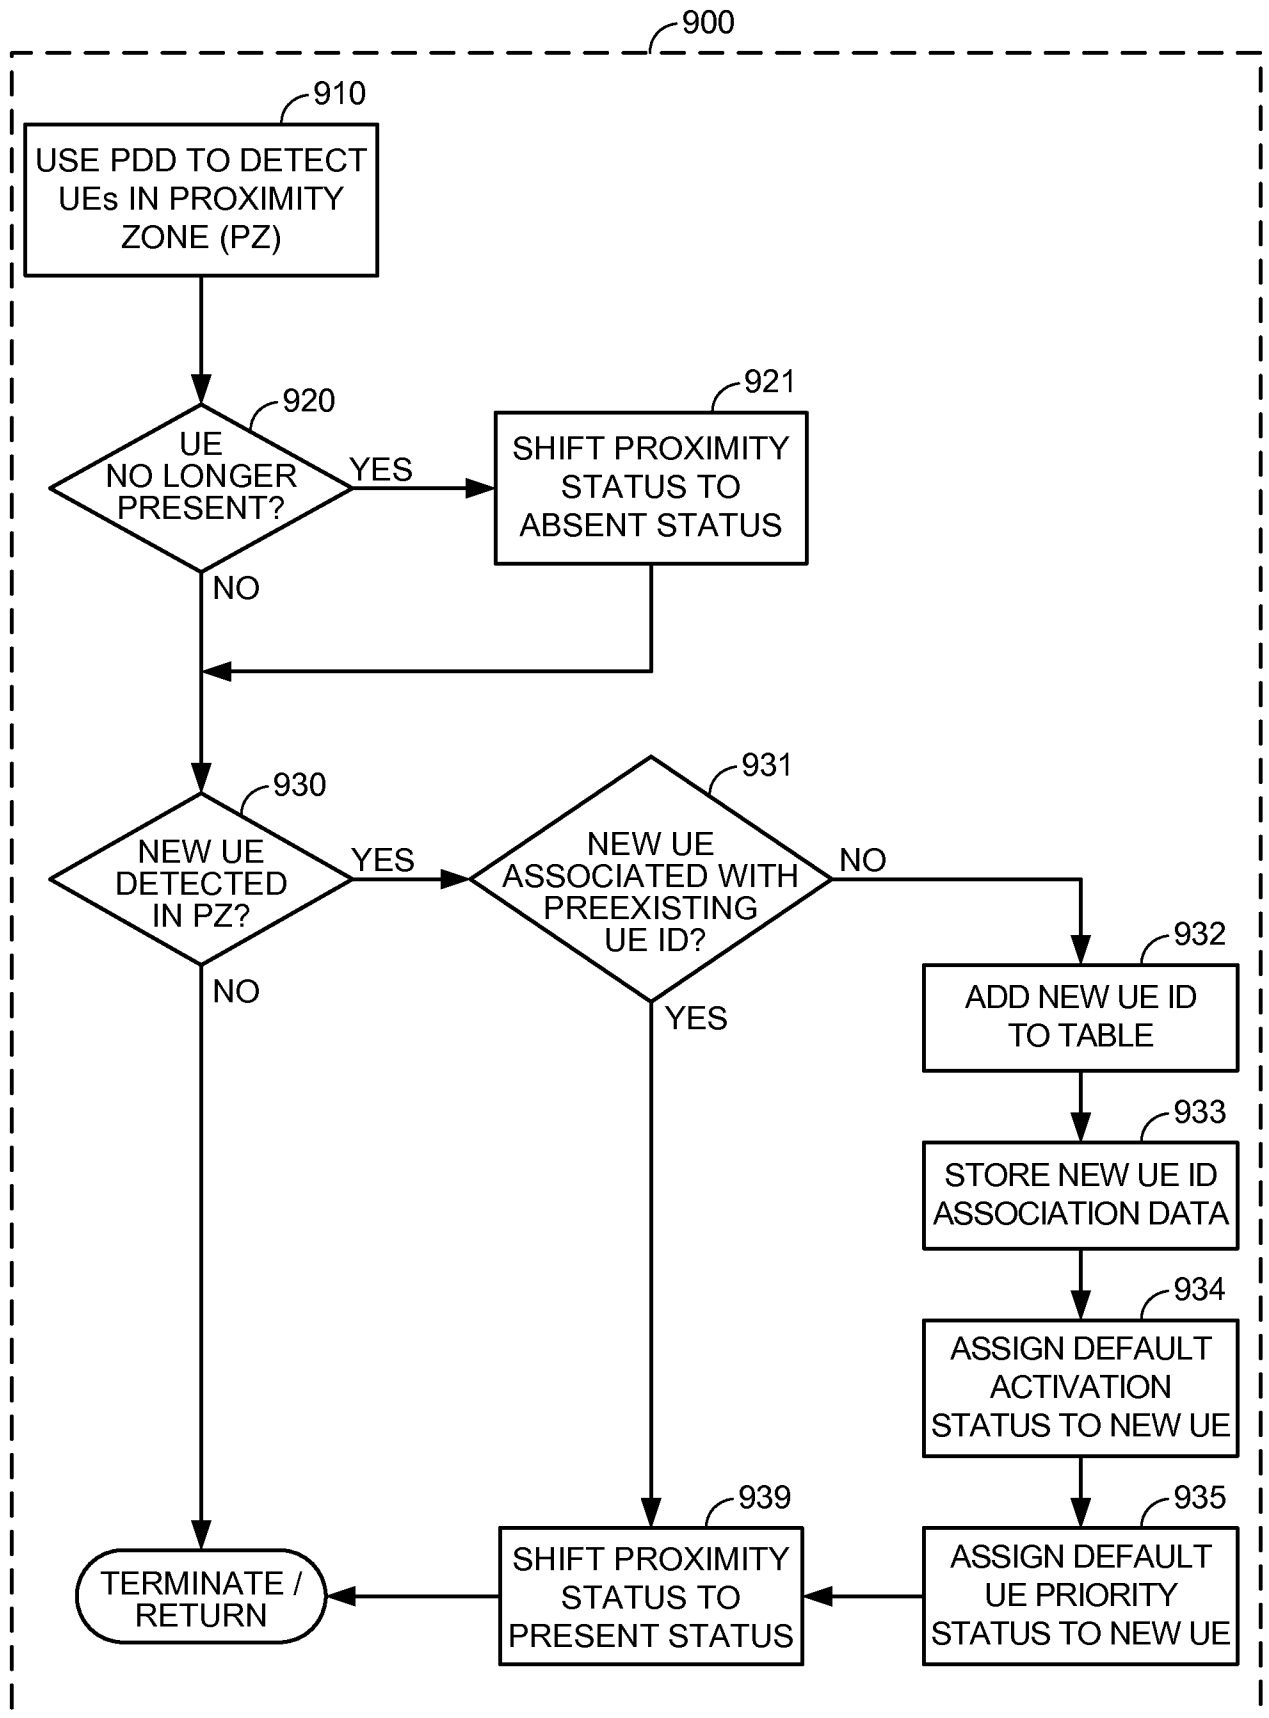 900
910
USE PDD TO DETECT
UEs IN PROXIMITY
ZONE (PZ)
920
UE
NO LONGER
PRESENT?
YES
NO
921
SHIFT PROXIMITY
STATUS TO
ABSENT STATUS
930
NEW UE
DETECTED
IN PZ?
YES
NO
931
NEW UE
ASSOCIATED WITH
PREEXISTING
UE ID?
NO
YES
932
ADD NEW UE ID
TO TABLE
933
STORE NEW UE ID
ASSOCIATION DATA
934
ASSIGN DEFAULT
ACTIVATION
STATUS TO NEW UE
935
ASSIGN DEFAULT
UE PRIORITY
STATUS TO NEW UE
939
SHIFT PROXIMITY
STATUS TO
PRESENT STATUS
TERMINATE /
RETURN